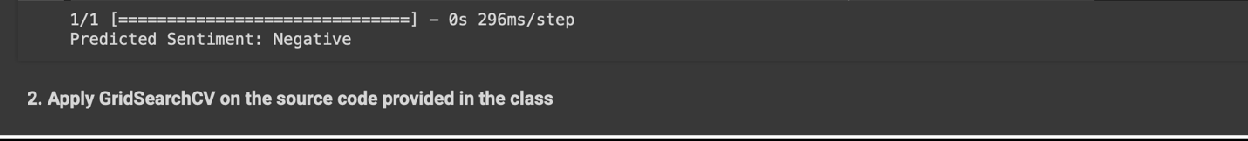 1/1 [==============================] - 0s 296ms/step
Predicted Sentiment: Negative
2. Apply GridSearchCV on the source code provided in the class